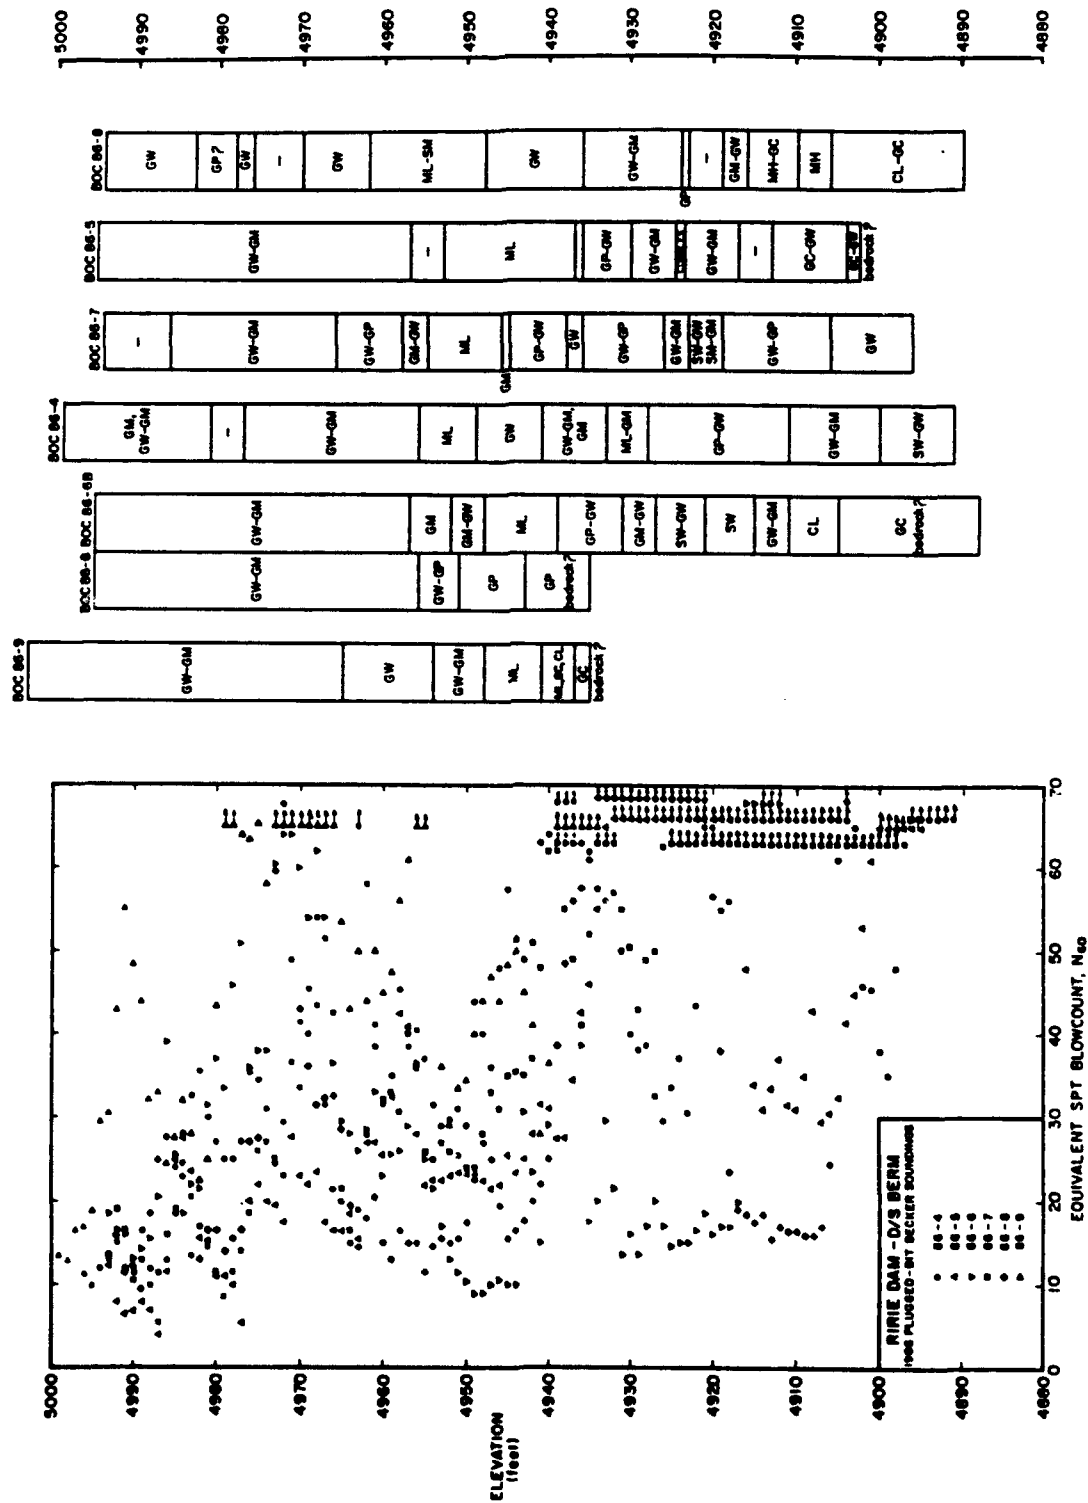 BOC 86-9
GW-GM
GW
GW-GM
ML
ML, BC, CL
GC
bedrock?
BOC 86-6
GW-GM
GW-GP
GP
GP
bedrock?
BOC 86-6B
GW-GM
GM
GM-GW
ML
GP-GW
GM-GW
SW-GW
SW
GW-GM
CL
GC
bedrock?
BOC 86-4
GM,
GW-GM
-
GW-GM
ML
GW
GW-GM,
GM
ML-GM
GP-GW
GW-GM
SW-GW
BOC 86-7
-
GW-GM
GW-GP
GM-GW
ML
GM
GP-GW
GW
GW-GP
GW-GM
SW-GW
SM-GM
GW-GP
GW
BOC 86-5
GW-GM
-
ML
GP-GW
GW-GM
GW-GM
-
GC-GW
bedrock?
BOC 86-8
GW
GP?
GW
-
GW
ML-SM
GW
GW-GM
GP
-
GM-GW
MH-GC
MH
CL-GC
5000
4990
4980
4970
4960
4950
4940
4930
4920
4910
4900
4890
4880
ELEVATION
(feet)
5000
4990
4980
4970
4960
4950
4940
4930
4920
4910
4900
4890
4880
0
10
20
30
40
50
60
70
EQUIVALENT SPT BLOWCOUNT, N60
RIRIE DAM - D/S BERM
1986 PLUGGED-BIT BECKER SOUNDINGS
86-4
86-5
86-6
86-7
86-8
86-9